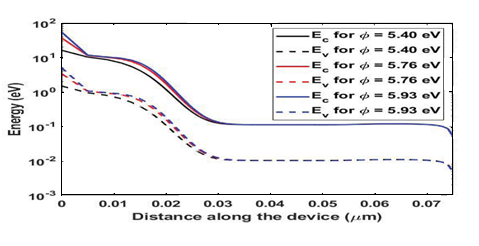 10²
10¹
10⁰
10⁻¹
10⁻²
10⁻³
Energy (eV)
E_c for ϕ = 5.40 eV
E_v for ϕ = 5.40 eV
E_c for ϕ = 5.76 eV
E_v for ϕ = 5.76 eV
E_c for ϕ = 5.93 eV
E_v for ϕ = 5.93 eV
0 0.01 0.02 0.03 0.04 0.05 0.06 0.07
Distance along the device (μm)